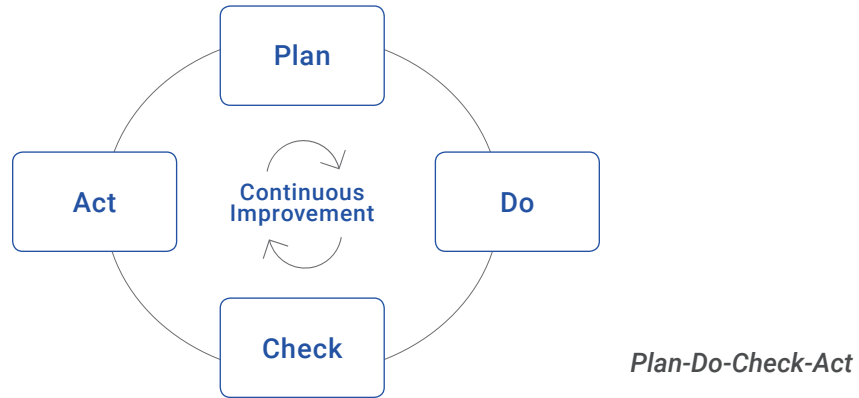 Plan
Act
Continuous
Improvement
Do
Check
Plan-Do-Check-Act